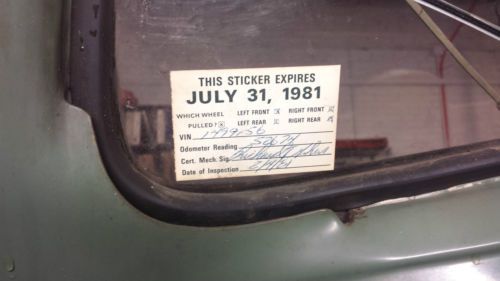 THIS STICKER EXPIRES
JULY 31, 1981
WHICH WHEEL LEFT FRONT RIGHT FRONT
PULLED? LEFT REAR RIGHT REAR
VIN
Odometer Reading
Cert. Mech. Sig.
Date of Inspection